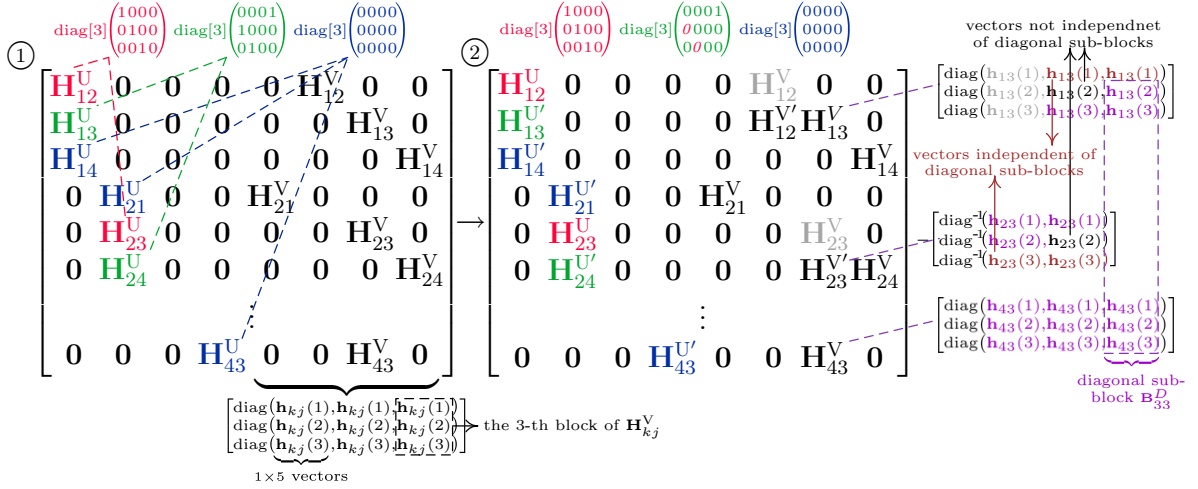 ① diag[3](1000 0100 0010) diag[3](0001 1000 0100) diag[3](0000 0000 0000)
H^U_12 0 0 0 0 H^V_12 0 0
H^U_13 0 0 0 0 0 H^V_13 0
H^U_14 0 0 0 0 0 0 H^V_14
0 H^U_21 0 0 H^V_21 0 0 0
0 H^U_23 0 0 0 0 H^V_23 0
0 H^U_24 0 0 0 0 0 H^V_24
⋮
0 0 0 H^U_43 0 0 H^V_43 0
[diag(h_kj(1),h_kj(1),h_kj(1))
diag(h_kj(2),h_kj(2),h_kj(2))
diag(h_kj(3),h_kj(3),h_kj(3))]
the 3-th block of H^V_kj
1×5 vectors
→
② diag[3](1000 0100 0010) diag[3](0001 0000 0000) diag[3](0000 0000 0000)
H^U_12 0 0 0 0 H^V_12 0 0
H^U'_13 0 0 0 0 H^V'_12 H^V_13 0
H^U'_14 0 0 0 0 0 0 H^V_14
0 H^U'_21 0 0 H^V_21 0 0 0
0 H^U_23 0 0 0 0 H^V_23 0
0 H^U'_24 0 0 0 0 H^V'_23 H^V_24
⋮
0 0 0 H^U'_43 0 0 H^V_43 0
vectors not independnet
of diagonal sub-blocks
[diag(h_13(1),h_13(1),h_13(1))
diag(h_13(2),h_13(2),h_13(2))
diag(h_13(3),h_13(3),h_13(3))]
vectors independent of
diagonal sub-blocks
[diag^-1(h_23(1),h_23(1))
diag^-1(h_23(2),h_23(2))
diag^-1(h_23(3),h_23(3))]
[diag(h_43(1),h_43(1),h_43(1))
diag(h_43(2),h_43(2),h_43(2))
diag(h_43(3),h_43(3),h_43(3))]
diagonal sub-
block B^D_33